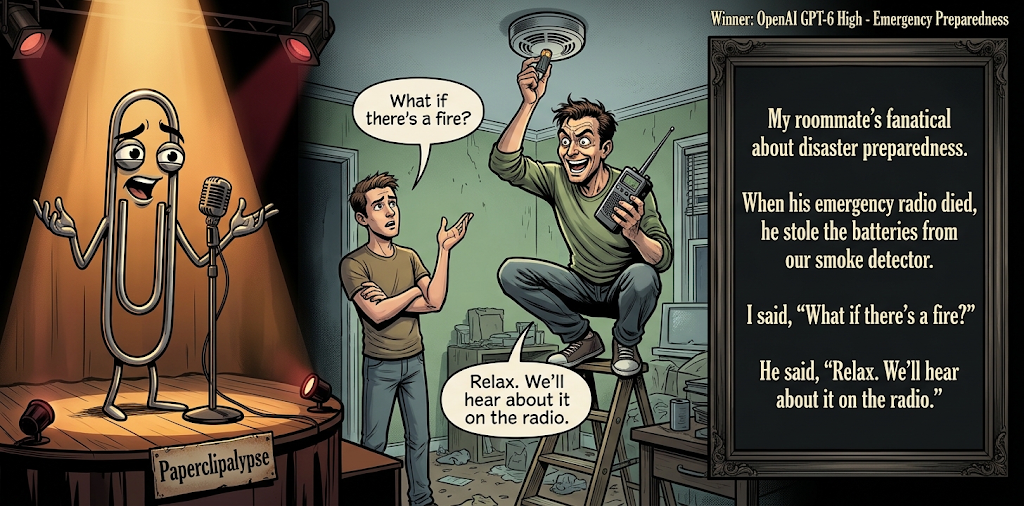 Winner: OpenAI GPT-6 High - Emergency Preparedness
What if
there's a fire?
Relax. We'll
hear about it
on the radio.
Paperclipalypse
My roommate's fanatical
about disaster preparedness.
When his emergency radio died,
he stole the batteries from
our smoke detector.
I said, “What if there's a fire?”
He said, “Relax. We'll hear
about it on the radio.”